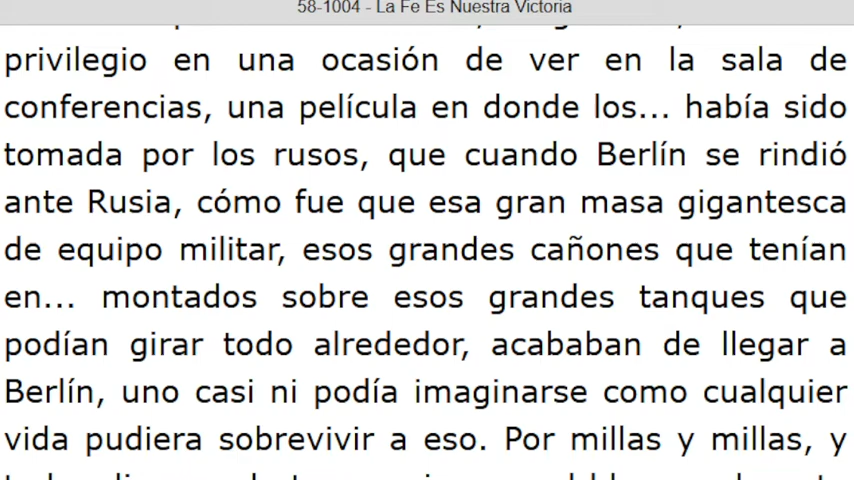 58-1004 - La Fe Es Nuestra Victoria
privilegio en una ocasión de ver en la sala de
conferencias, una película en donde los... había sido
tomada por los rusos, que cuando Berlín se rindió
ante Rusia, cómo fue que esa gran masa gigantesca
de equipo militar, esos grandes cañones que tenían
en... montados sobre esos grandes tanques que
podían girar todo alrededor, acababan de llegar a
Berlín, uno casi ni podía imaginarse como cualquier
vida pudiera sobrevivir a eso. Por millas y millas, y